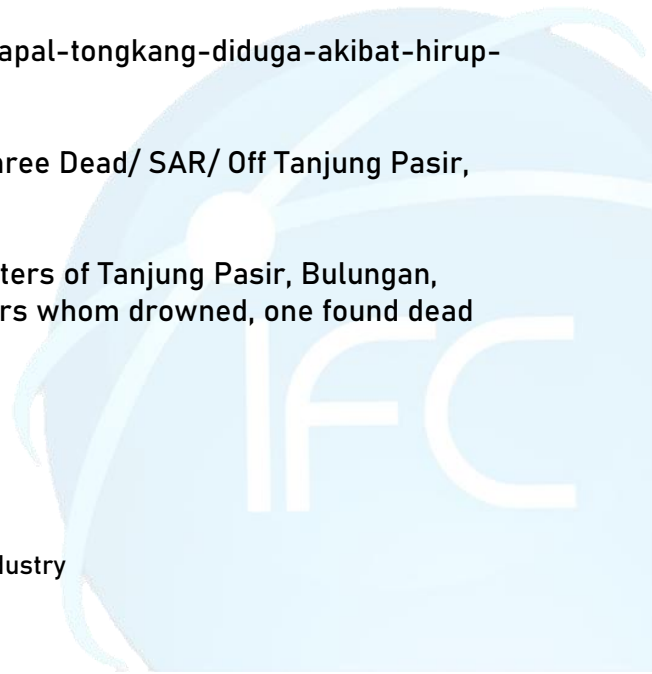 apal-tongkang-diduga-akibat-hirup-
hree Dead/ SAR/ Off Tanjung Pasir,
ters of Tanjung Pasir, Bulungan,
rs whom drowned, one found dead
IFC
dustry